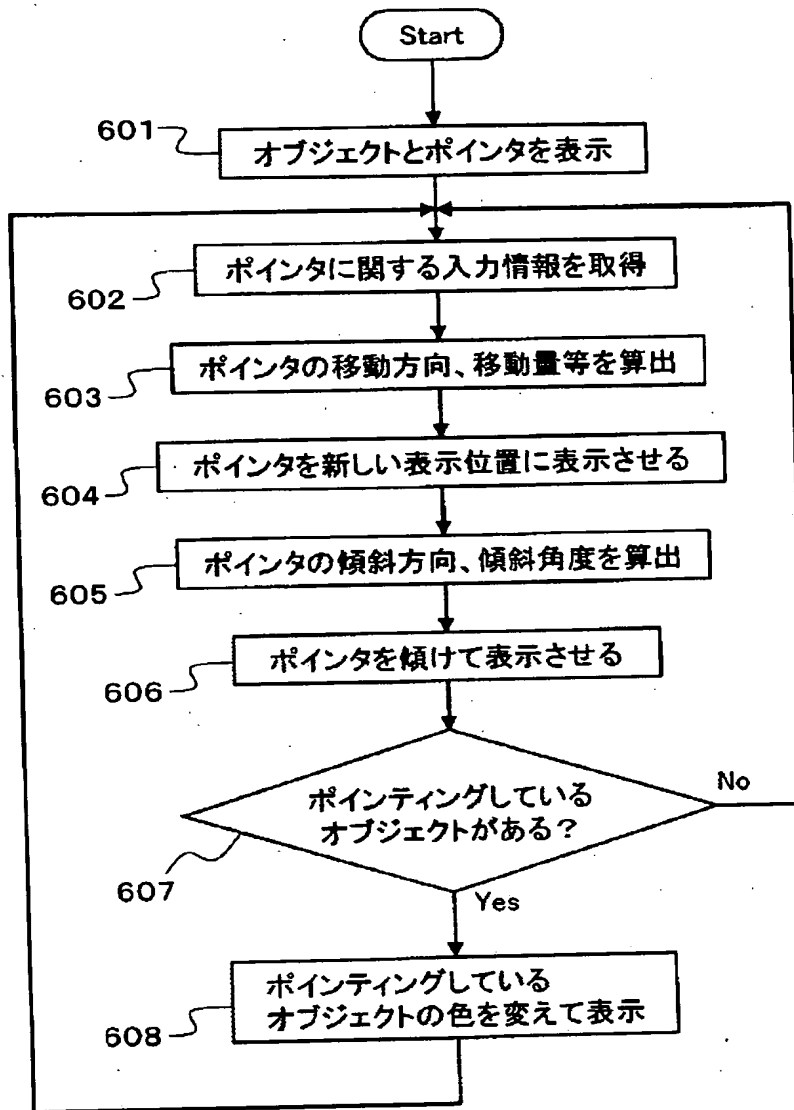 Start
601
オブジェクトとポインタを表示
602
ポインタに関する入力情報を取得
603
ポインタの移動方向、移動量等を算出
604
ポインタを新しい表示位置に表示させる
605
ポインタの傾斜方向、傾斜角度を算出
606
ポインタを傾けて表示させる
607
ポインティングしている
オブジェクトがある?
No
Yes
608
ポインティングしている
オブジェクトの色を変えて表示